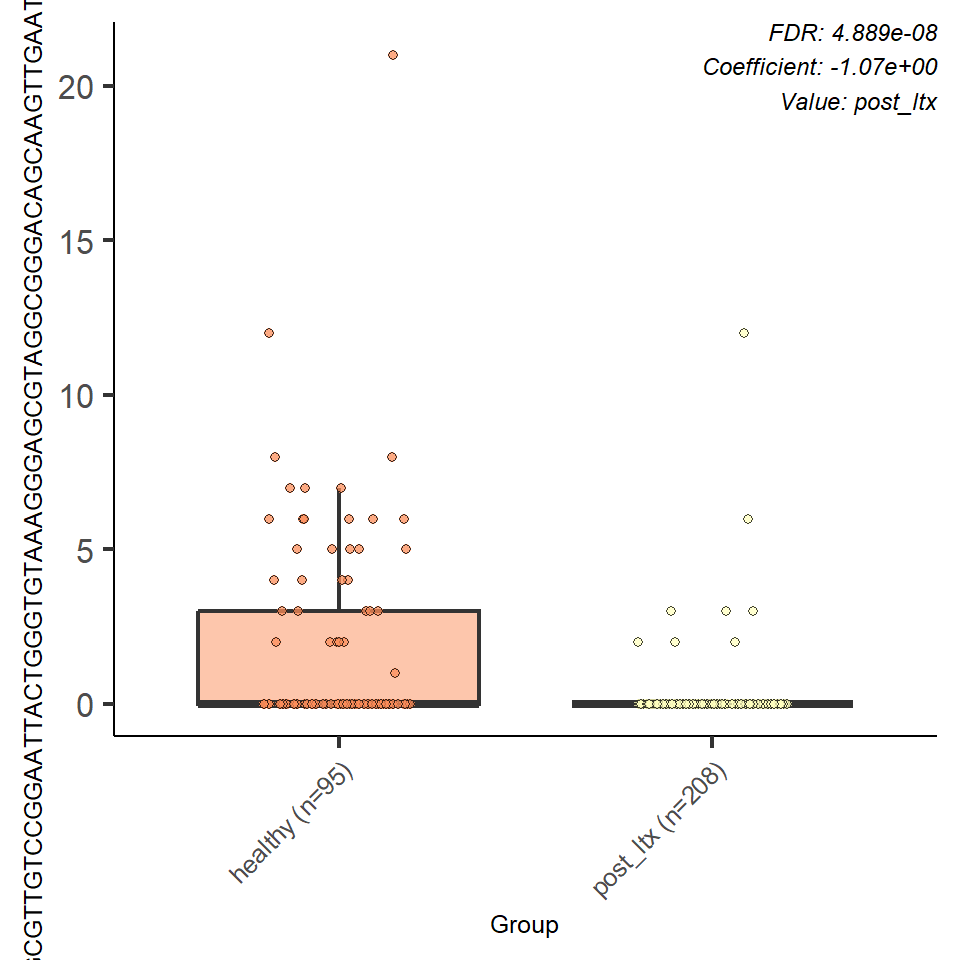 FDR: 4.889e-08
Coefficient: -1.07e+00
Value: post_ltx
GCGTTGTCCGGAATTACTGGGTGTAAAGGGAGCGTAGGCGGGACAGCAAGTTGAAT
20
15
10
5
0
healthy (n=95)
post_ltx (n=208)
Group